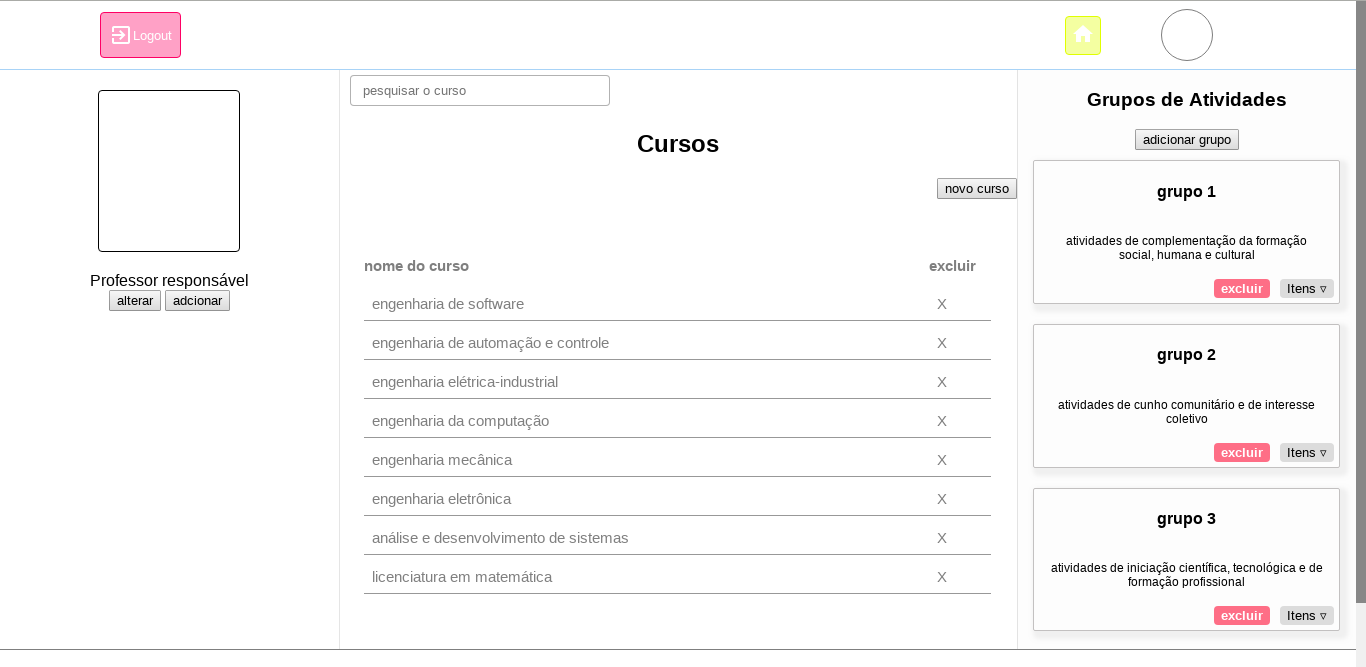 Logout
Professor responsável
alterar adcionar
pesquisar o curso
Cursos
novo curso
nome do curso excluir
engenharia de software X
engenharia de automação e controle X
engenharia elétrica-industrial X
engenharia da computação X
engenharia mecânica X
engenharia eletrônica X
análise e desenvolvimento de sistemas X
licenciatura em matemática X
Grupos de Atividades
adicionar grupo
grupo 1
atividades de complementação da formação
social, humana e cultural
excluir Itens ▿
grupo 2
atividades de cunho comunitário e de interesse
coletivo
excluir Itens ▿
grupo 3
atividades de iniciação científica, tecnológica e de
formação profissional
excluir Itens ▿